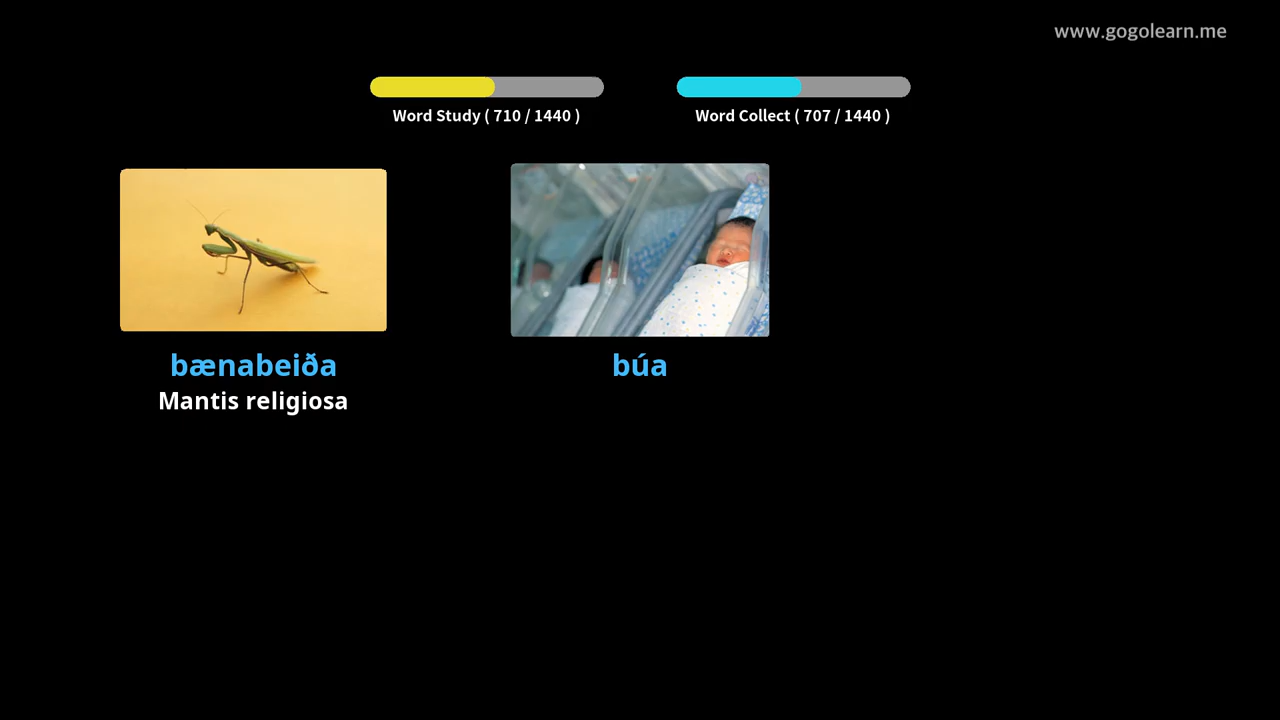 www.gogolearn.me
Word Study ( 710 / 1440 )
Word Collect ( 707 / 1440 )
bænabeiða
Mantis religiosa
búa